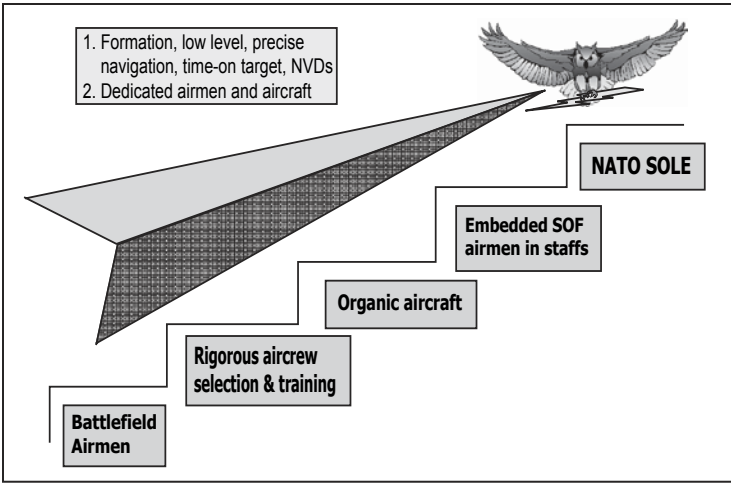 1. Formation, low level, precise
navigation, time-on target, NVDs
2. Dedicated airmen and aircraft
NATO SOLE
Embedded SOF
airmen in staffs
Organic aircraft
Rigorous aircrew
selection & training
Battlefield
Airmen